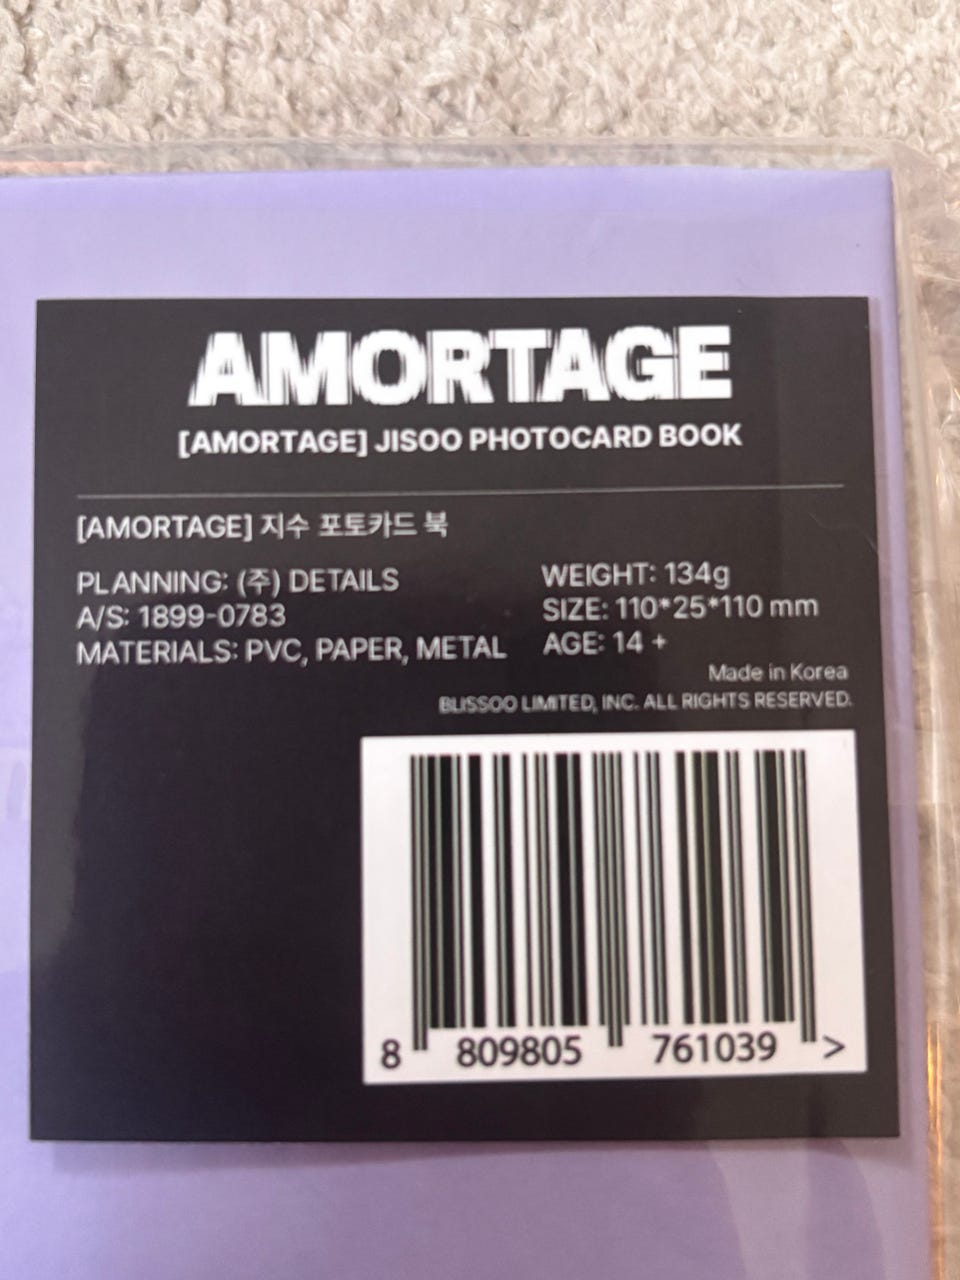 AMORTAGE
[AMORTAGE] JISOO PHOTOCARD BOOK
[AMORTAGE] 지수 포토카드 북
PLANNING: (주) DETAILS
A/S: 1899-0783
MATERIALS: PVC, PAPER, METAL
WEIGHT: 134g
SIZE: 110*25*110 mm
AGE: 14 +
Made in Korea
BLISSOO LIMITED, INC. ALL RIGHTS RESERVED.
8 809805 761039 >